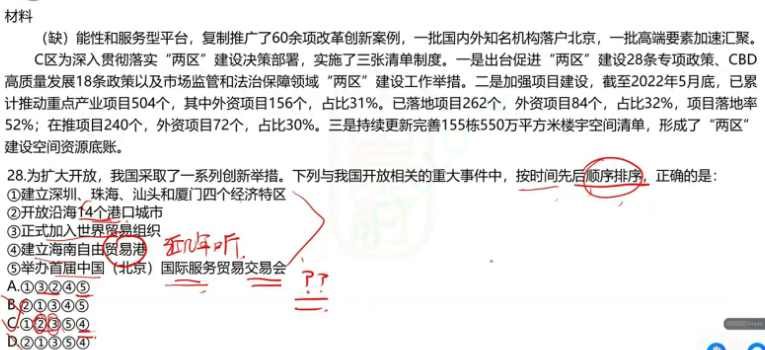 材料
（缺）能性和服务型平台，复制推广了60余项改革创新案例，一批国内外知名机构落户北京，一批高端要素加速汇聚。
C区为深入贯彻落实“两区”建设决策部署，实施了三张清单制度。一是出台促进“两区”建设28条专项政策、CBD
高质量发展18条政策以及市场监管和法治保障领域“两区”建设工作举措。二是加强项目建设，截至2022年5月底，已累
计推动重点产业项目504个，其中外资项目156个，占比31%。已落地项目262个，外资项目84个，占比32%，项目落地率
52%；在推项目240个，外资项目72个，占比30%。三是持续更新完善155栋550万平方米楼宇空间清单，形成了“两区”
建设空间资源底账。
28.为扩大开放，我国采取了一系列创新举措。下列与我国开放相关的重大事件中，按时间先后顺序排序，正确的是：
①建立深圳、珠海、汕头和厦门四个经济特区
②开放沿海14个港口城市
③正式加入世界贸易组织
④建立海南自由贸易港 近几年听
⑤举办首届中国（北京）国际服务贸易交易会
??
A.①③②④⑤
B.②①③④⑤
C.①②③⑤④
D.②①③⑤④